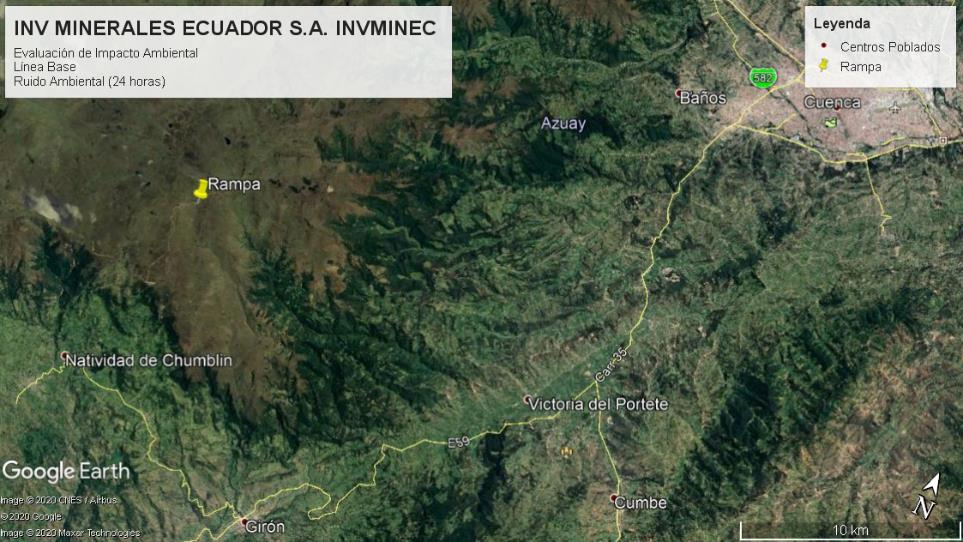 INV MINERALES ECUADOR S.A. INVMINEC
Evaluación de Impacto Ambiental
Línea Base
Ruido Ambiental (24 horas)
Leyenda
Centros Poblados
Rampa
582
Baños
Cuenca
Azuay
Rampa
Natividad de Chumblin
Carr 35
Victoria del Portete
E59
Google Earth
Image © 2020 CNES / Airbus
© 2020 Google
Image © 2020 Maxar Technologies
Girón
Cumbe
N
10 km